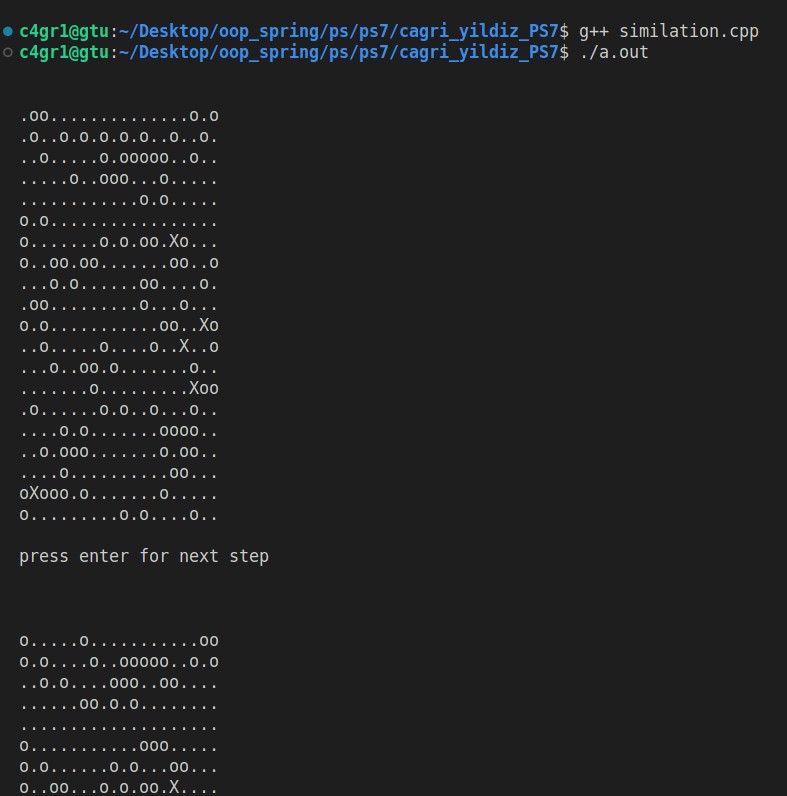 c4gr1@gtu:~/Desktop/oop_spring/ps/ps7/cagri_yildiz_PS7$ g++ similation.cpp
c4gr1@gtu:~/Desktop/oop_spring/ps/ps7/cagri_yildiz_PS7$ ./a.out
.oo..............o.o
.o..o.o.o.o.o..o..o.
..o.....o.ooooo..o..
.....o..ooo...o.....
............o.o.....
o.o.................
o.......o.o.oo.Xo...
o..oo.oo.......oo..o
...o.o......oo....o.
.oo.........o...o...
o.o...........oo..Xo
..o.....o....o..X..o
...o..oo.o.......o..
.......o.........Xoo
.o......o.o..o...o..
....o.o.......oooo..
..o.ooo.......o.oo..
....o..........oo...
oXooo.o.......o.....
o.........o.o....o..
press enter for next step
o.....o...........oo
o.o....o..ooooo..o.o
..o.o....ooo..oo....
......oo.o.o........
....................
o...........ooo.....
o.o......o.o...oo...
o..oo...o.o.oo.X....